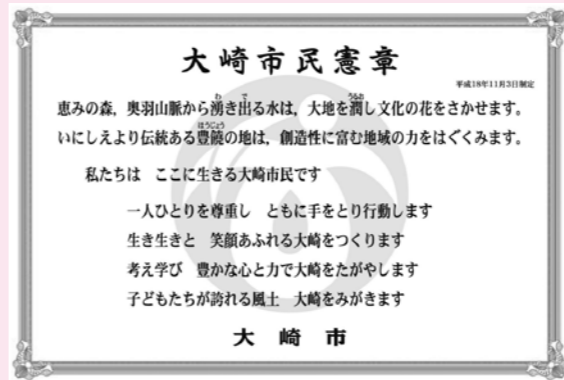 大崎市民憲章
平成18年11月3日制定
恵みの森，奥羽山脈から湧き出る水は，大地を潤し文化の花をさかせます。
いにしえより伝統ある豊饒の地は，創造性に富む地域の力をはぐくみます。
私たちは　ここに生きる大崎市民です
一人ひとりを尊重し　ともに手をとり行動します
生き生きと　笑顔あふれる大崎をつくります
考え学び　豊かな心と力で大崎をたがやします
子どもたちが誇れる風土　大崎をみがきます
大　崎　市